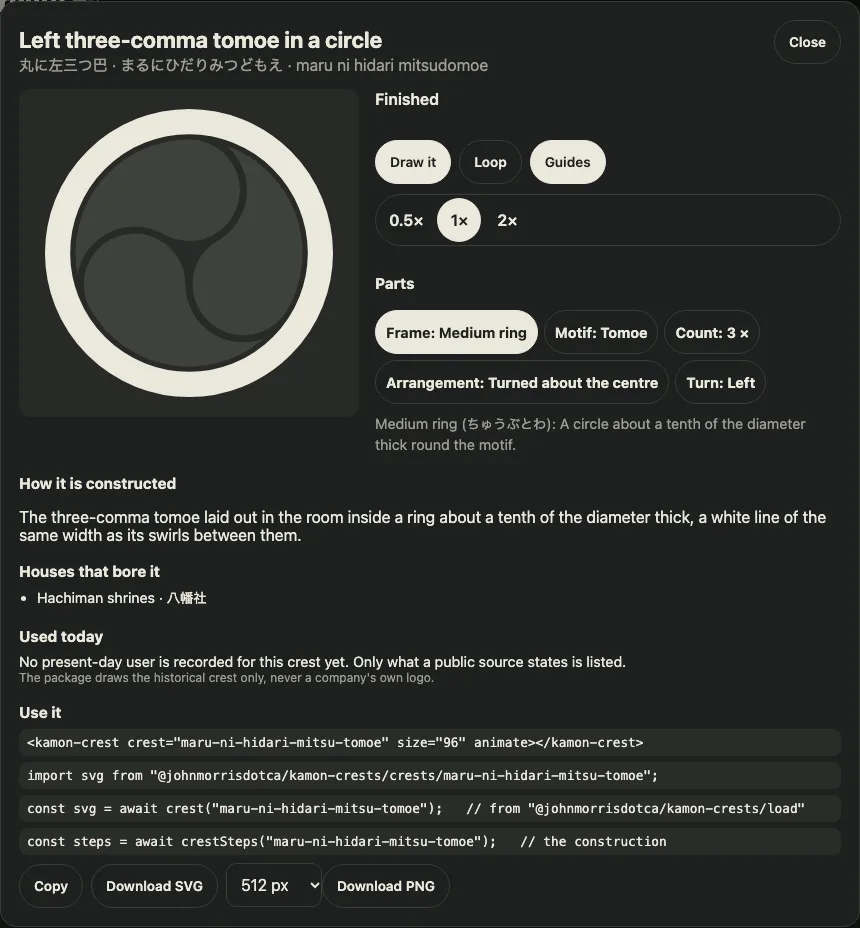 Left three-comma tomoe in a circle
Close
丸に左三つ巴 · まるにひだりみつどもえ · maru ni hidari mitsudomoe
Finished
Draw it
Loop
Guides
0.5×
1×
2×
Parts
Frame: Medium ring
Motif: Tomoe
Count: 3 ×
Arrangement: Turned about the centre
Turn: Left
Medium ring (ちゅうぶとわ): A circle about a tenth of the diameter
thick round the motif.
How it is constructed
The three-comma tomoe laid out in the room inside a ring about a tenth of the diameter thick, a white line of the
same width as its swirls between them.
Houses that bore it
• Hachiman shrines · 八幡社
Used today
No present-day user is recorded for this crest yet. Only what a public source states is listed.
The package draws the historical crest only, never a company's own logo.
Use it
<kamon-crest crest="maru-ni-hidari-mitsu-tomoe" size="96" animate></kamon-crest>
import svg from "@johnmorrisdotca/kamon-crests/crests/maru-ni-hidari-mitsu-tomoe";
const svg = await crest("maru-ni-hidari-mitsu-tomoe");   // from "@johnmorrisdotca/kamon-crests/load"
const steps = await crestSteps("maru-ni-hidari-mitsu-tomoe");   // the construction
Copy
Download SVG
512 px
Download PNG